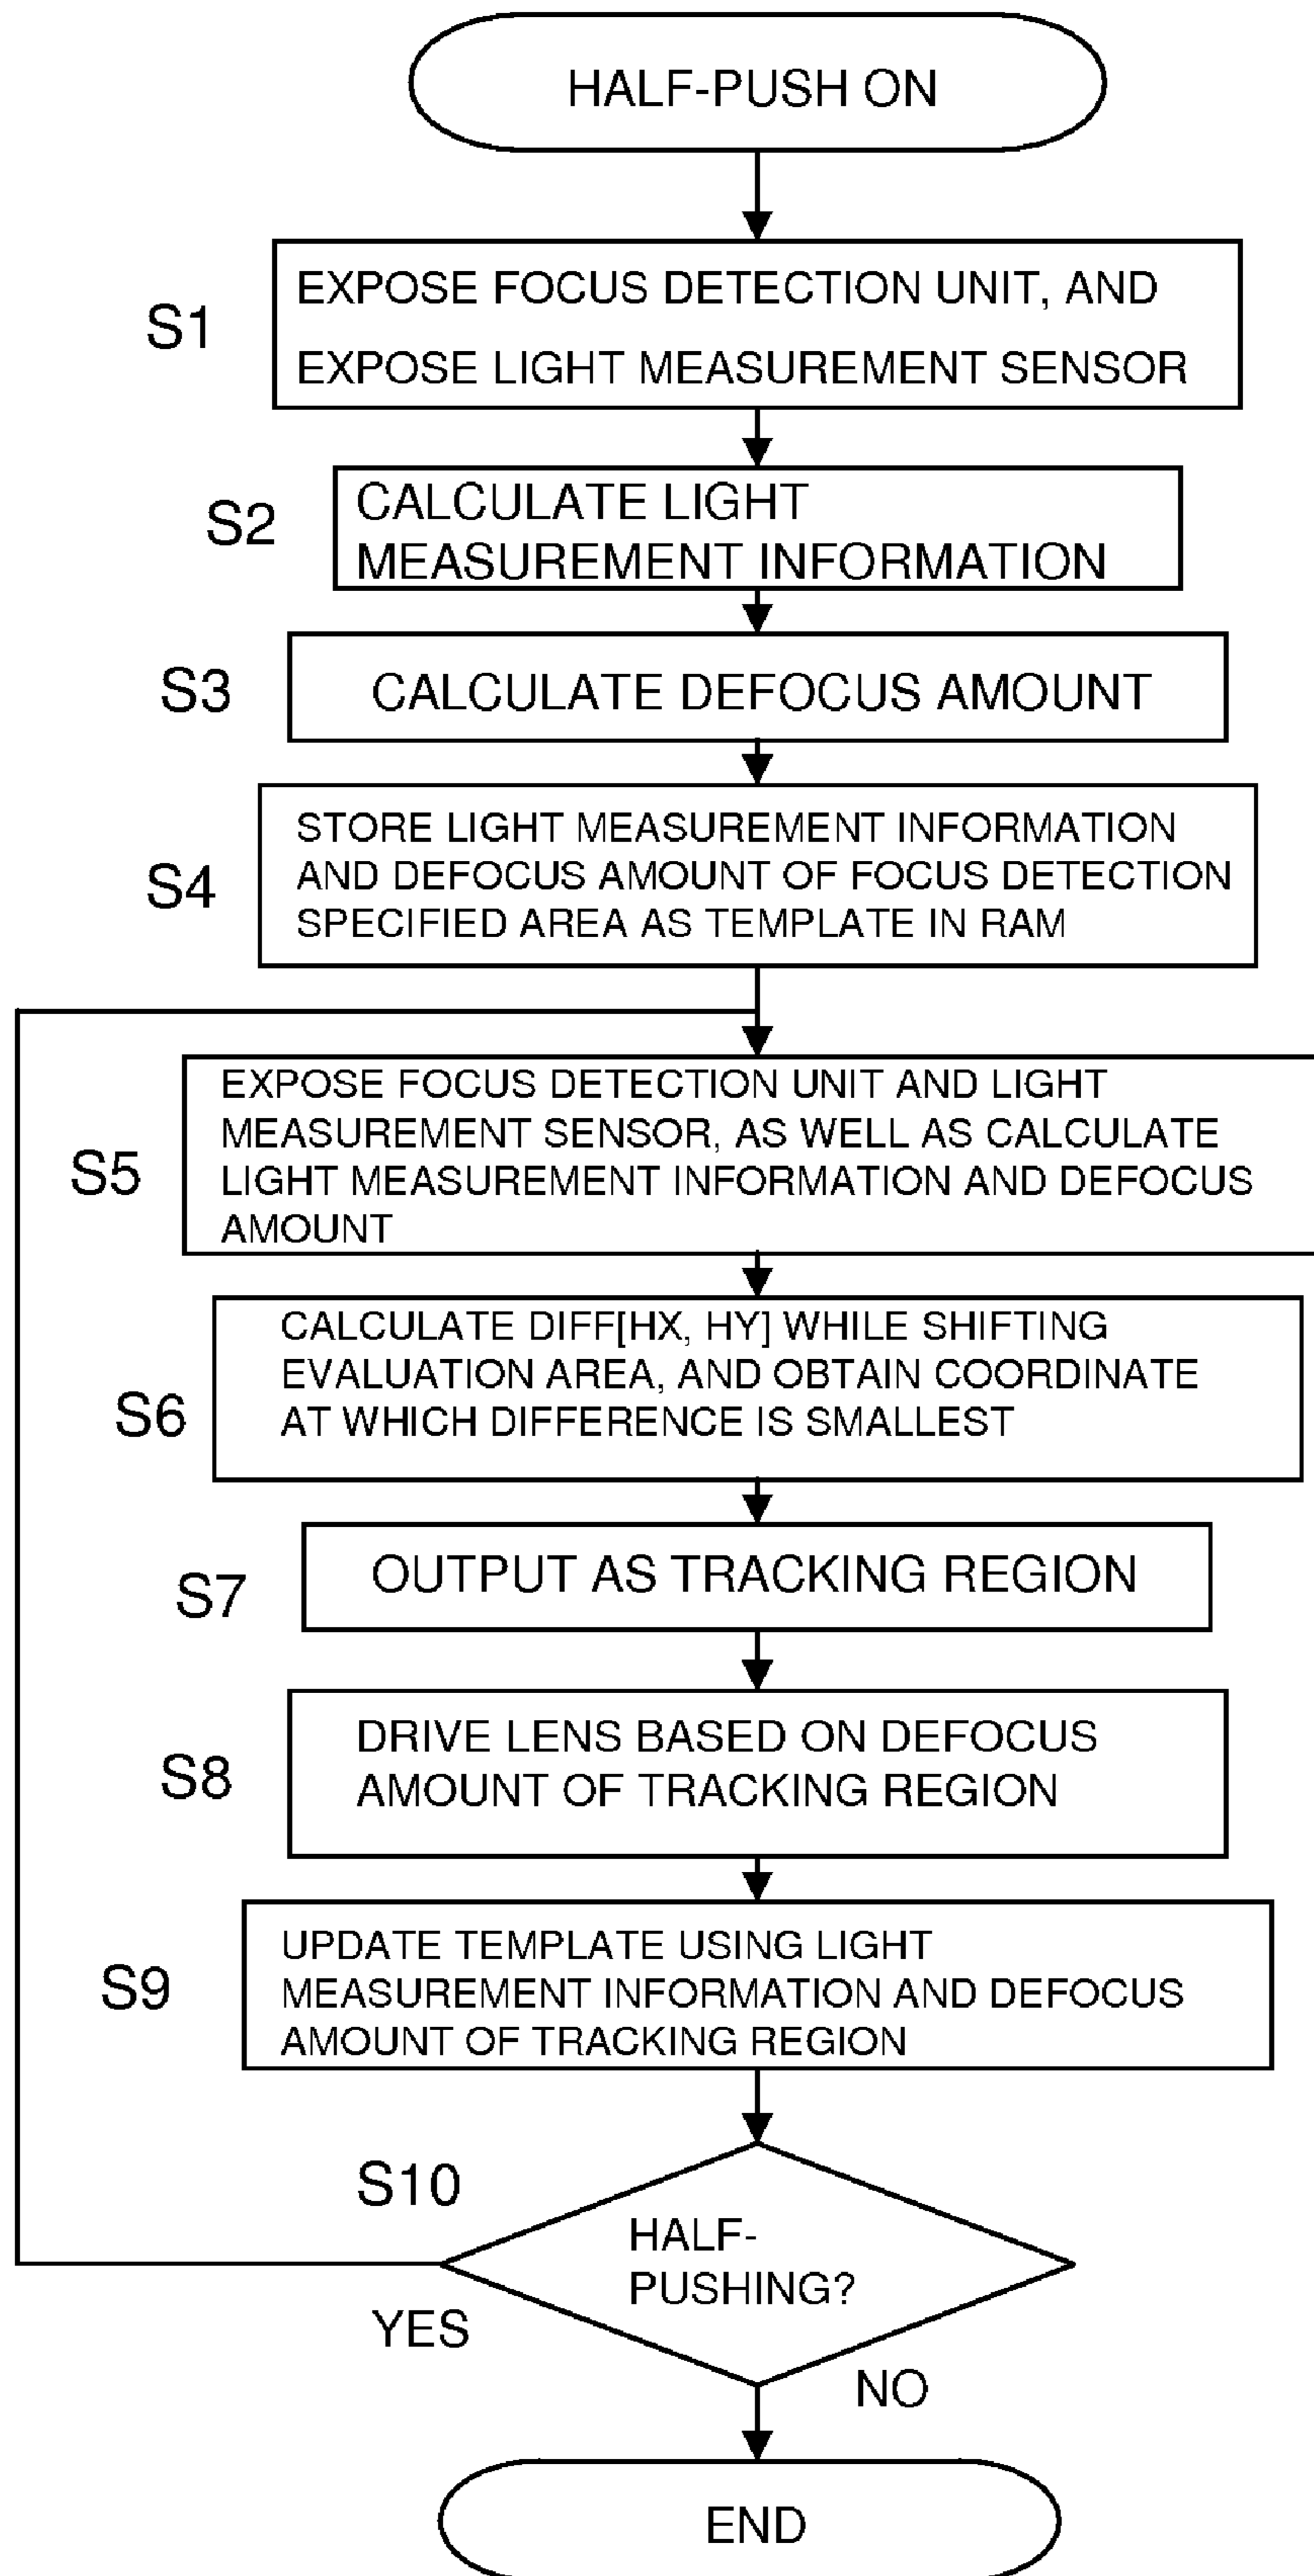 HALF-PUSH ON
S1
EXPOSE FOCUS DETECTION UNIT, AND
EXPOSE LIGHT MEASUREMENT SENSOR
S2
CALCULATE LIGHT
MEASUREMENT INFORMATION
S3
CALCULATE DEFOCUS AMOUNT
S4
STORE LIGHT MEASUREMENT INFORMATION
AND DEFOCUS AMOUNT OF FOCUS DETECTION
SPECIFIED AREA AS TEMPLATE IN RAM
S5
EXPOSE FOCUS DETECTION UNIT AND LIGHT
MEASUREMENT SENSOR, AS WELL AS CALCULATE
LIGHT MEASUREMENT INFORMATION AND DEFOCUS
AMOUNT
S6
CALCULATE DIFF[HX, HY] WHILE SHIFTING
EVALUATION AREA, AND OBTAIN COORDINATE
AT WHICH DIFFERENCE IS SMALLEST
S7
OUTPUT AS TRACKING REGION
S8
DRIVE LENS BASED ON DEFOCUS
AMOUNT OF TRACKING REGION
S9
UPDATE TEMPLATE USING LIGHT
MEASUREMENT INFORMATION AND DEFOCUS
AMOUNT OF TRACKING REGION
S10
HALF-
PUSHING?
YES
NO
END